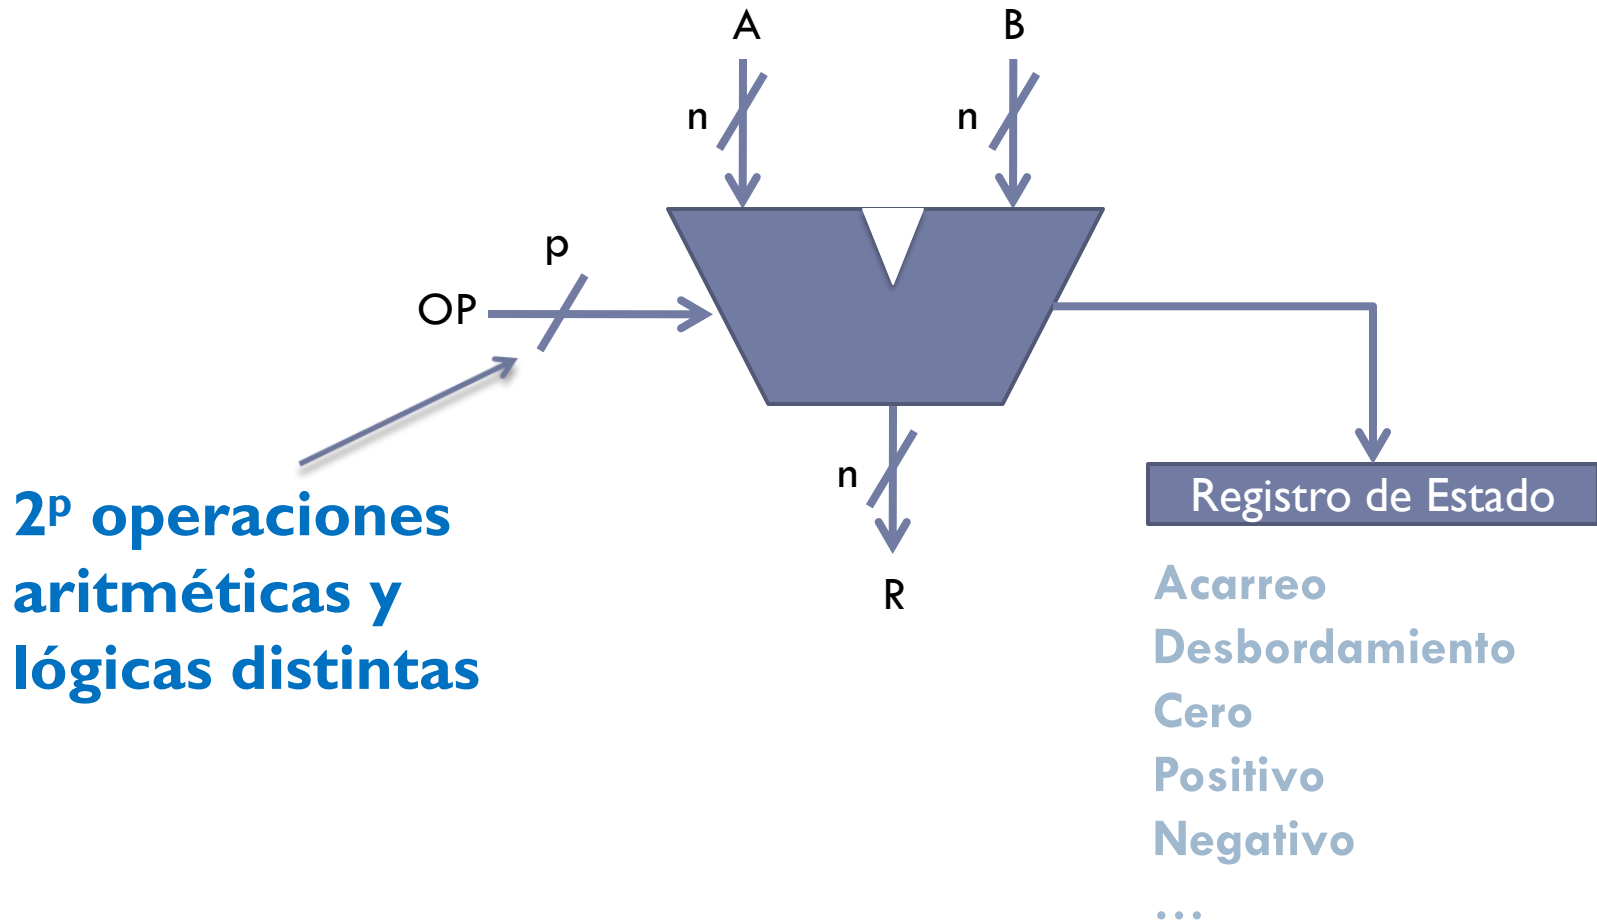 A
B
n
n
p
OP
n
R
2ᵖ operaciones
aritméticas y
lógicas distintas
Registro de Estado
Acarreo
Desbordamiento
Cero
Positivo
Negativo
...